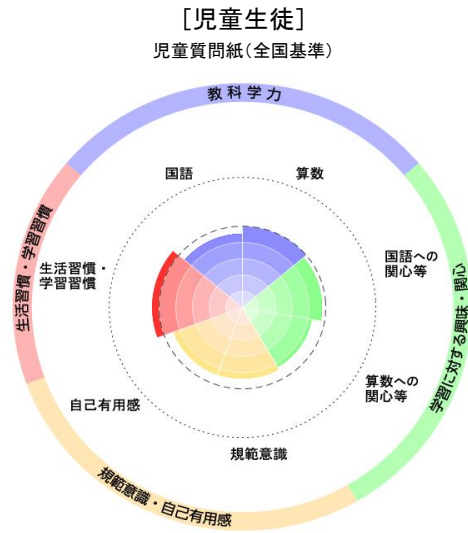 [児童生徒]
児童質問紙(全国基準)
教科学力
国語
算数
生活習慣・学習習慣
生活習慣・
学習習慣
国語への
関心等
学習に対する興味・関心
算数への
関心等
自己有用感
規範意識
規範意識・自己有用感